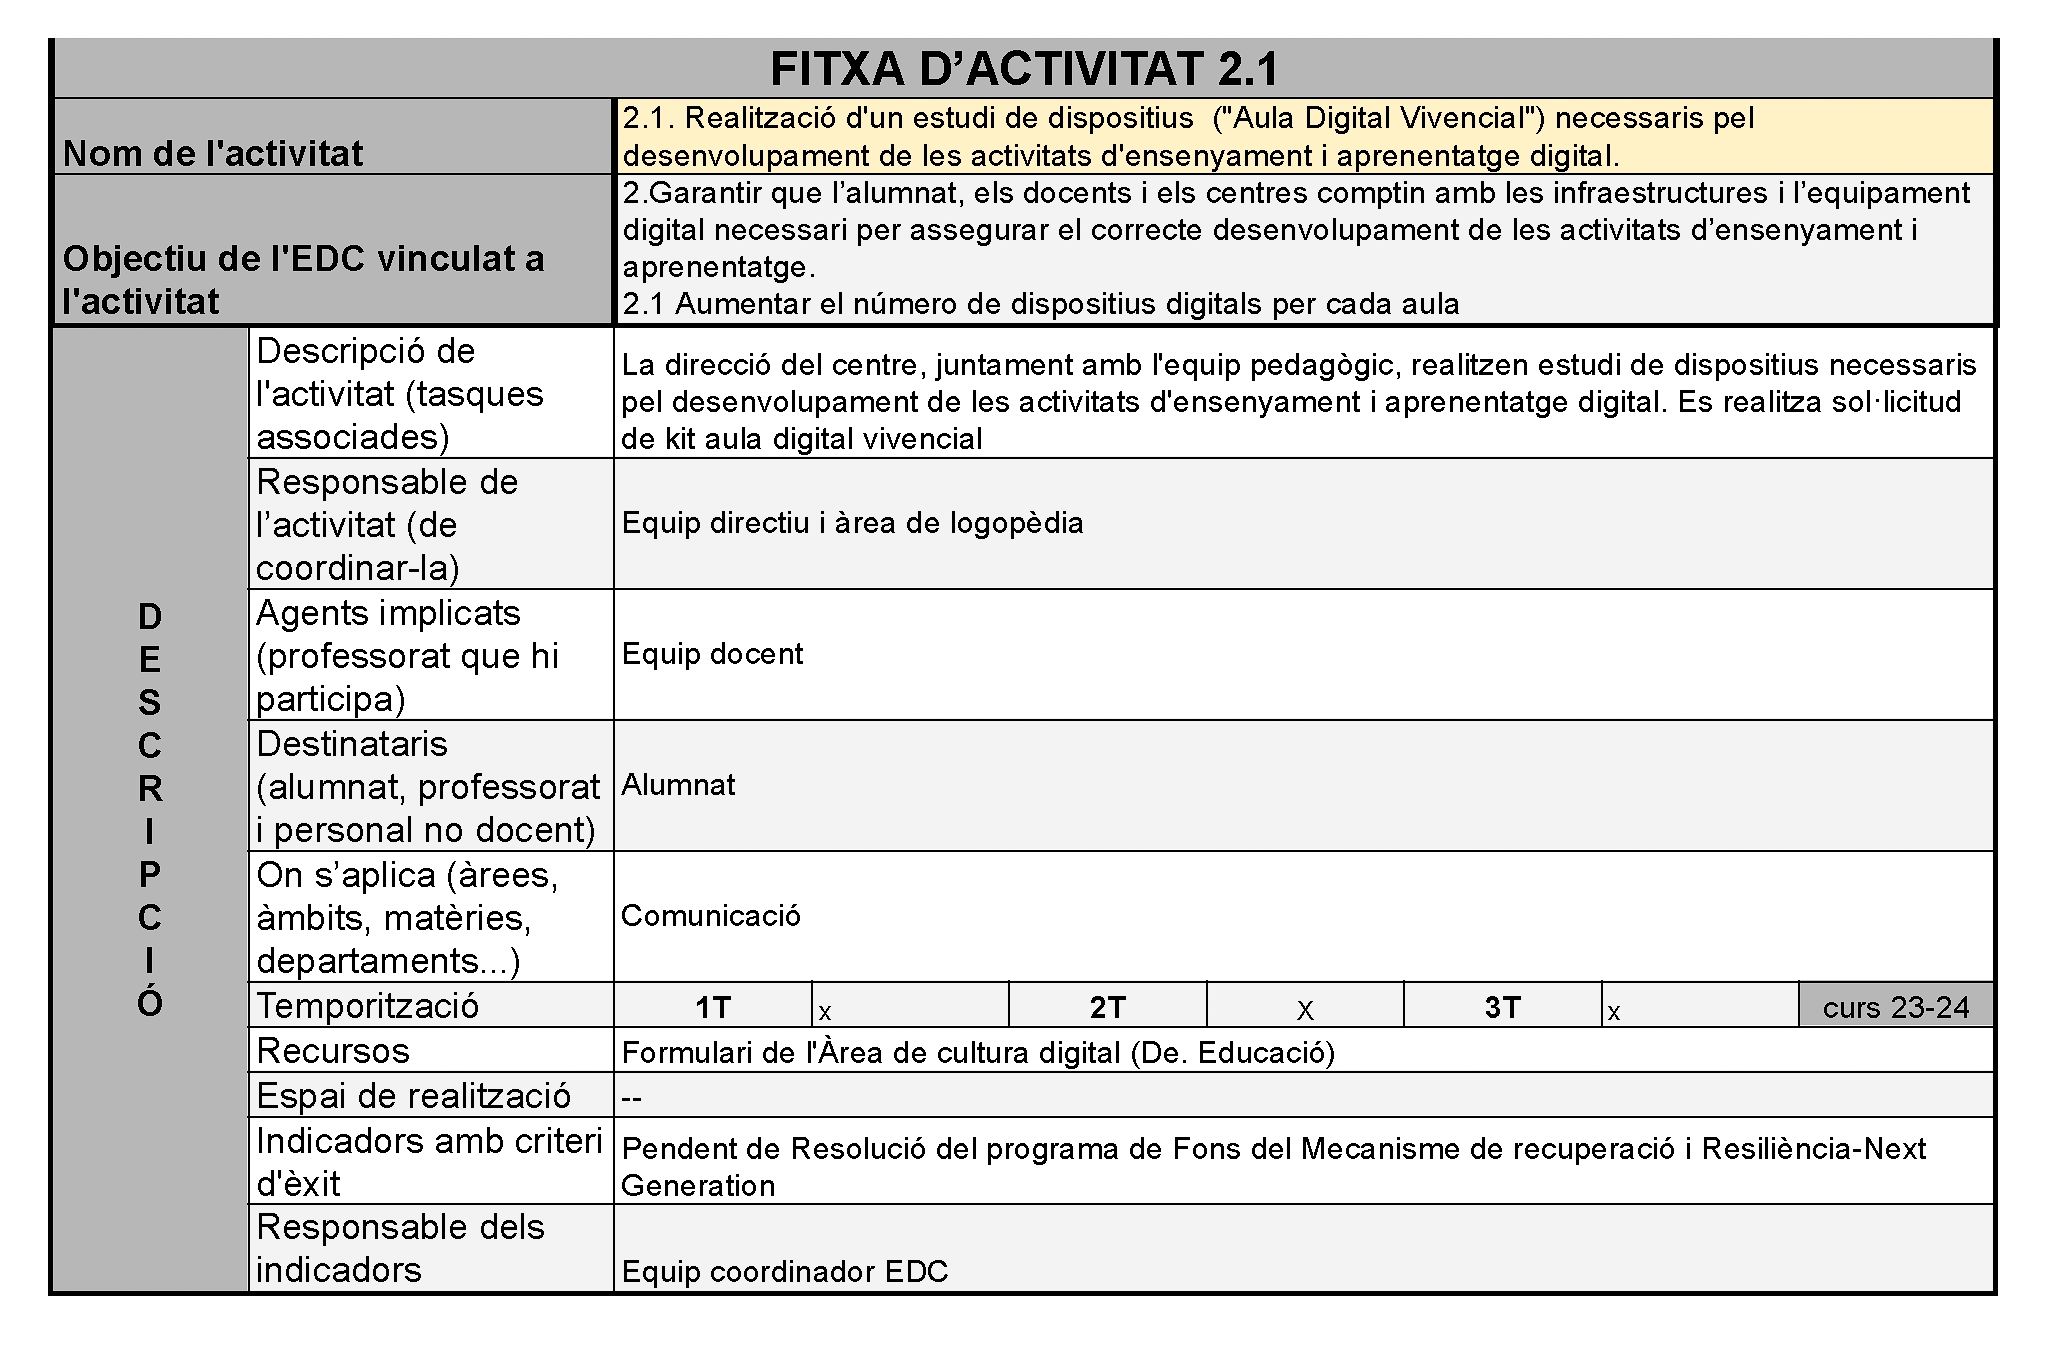 FITXA D’ACTIVITAT 2.1
Nom de l'activitat
2.1. Realització d'un estudi de dispositius  ("Aula Digital Vivencial") necessaris pel
desenvolupament de les activitats d'ensenyament i aprenentatge digital.
Objectiu de l'EDC vinculat a
l'activitat
2.Garantir que l’alumnat, els docents i els centres comptin amb les infraestructures i l’equipament
digital necessari per assegurar el correcte desenvolupament de les activitats d’ensenyament i
aprenentatge.
2.1 Aumentar el número de dispositius digitals per cada aula
D
E
S
C
R
I
P
C
I
Ó
Descripció de
l'activitat (tasques
associades)
La direcció del centre, juntament amb l'equip pedagògic, realitzen estudi de dispositius necessaris
pel desenvolupament de les activitats d'ensenyament i aprenentatge digital. Es realitza sol·licitud
de kit aula digital vivencial
Responsable de
l’activitat (de
coordinar-la)
Equip directiu i àrea de logopèdia
Agents implicats
(professorat que hi
participa)
Equip docent
Destinataris
(alumnat, professorat
i personal no docent)
Alumnat
On s’aplica (àrees,
àmbits, matèries,
departaments...)
Comunicació
Temporització 1T x 2T X 3T x curs 23-24
Recursos
Formulari de l'Àrea de cultura digital (De. Educació)
Espai de realització
--
Indicadors amb criteri
d'èxit
Pendent de Resolució del programa de Fons del Mecanisme de recuperació i Resiliència-Next
Generation
Responsable dels
indicadors
Equip coordinador EDC